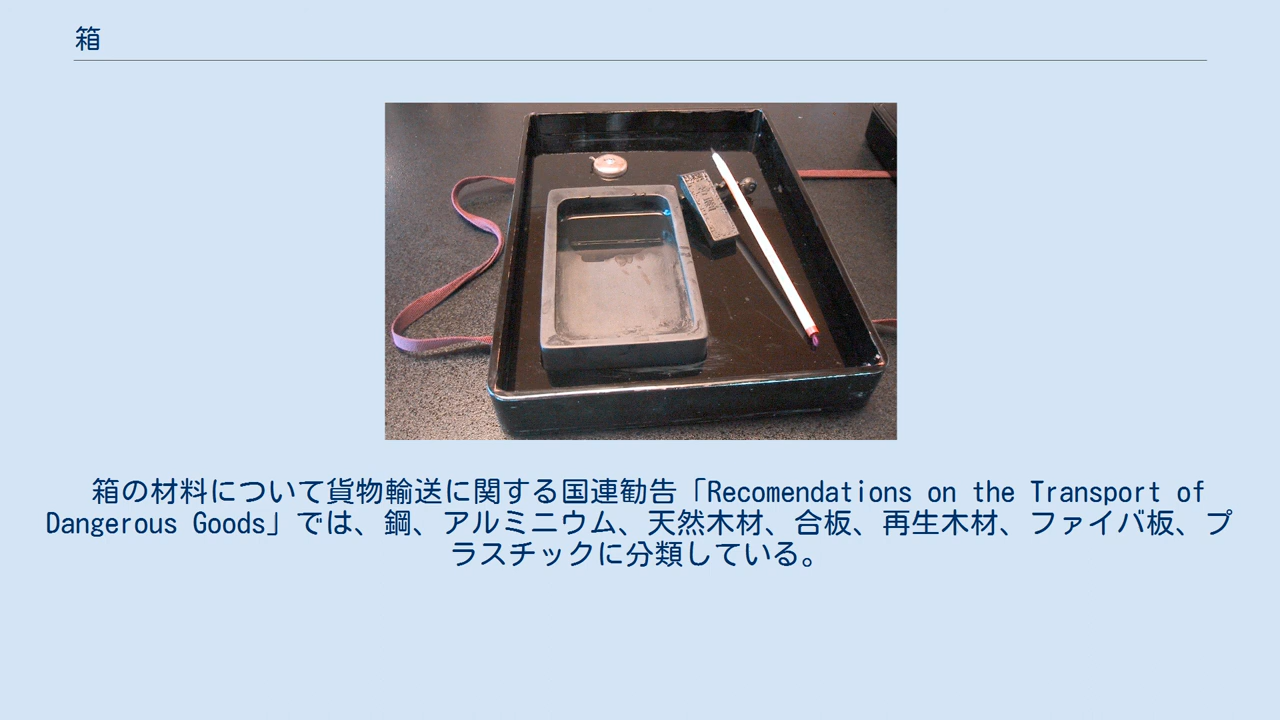 箱
箱の材料について貨物輸送に関する国連勧告「Recomendations on the Transport of
Dangerous Goods」では、鋼、アルミニウム、天然木材、合板、再生木材、ファイバ板、プ
ラスチックに分類している。